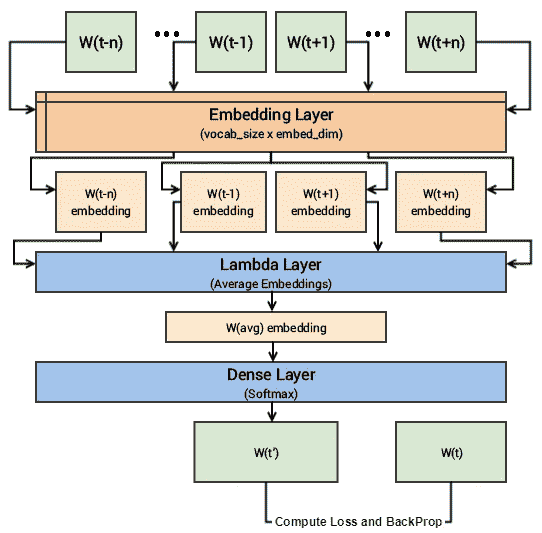 W(t-n) ••• W(t-1) W(t+1) ••• W(t+n)
Embedding Layer
(vocab_size x embed_dim)
W(t-n) embedding
W(t-1) embedding
W(t+1) embedding
W(t+n) embedding
Lambda Layer
(Average Embeddings)
W(avg) embedding
Dense Layer
(Softmax)
W(t') W(t)
Compute Loss and BackProp